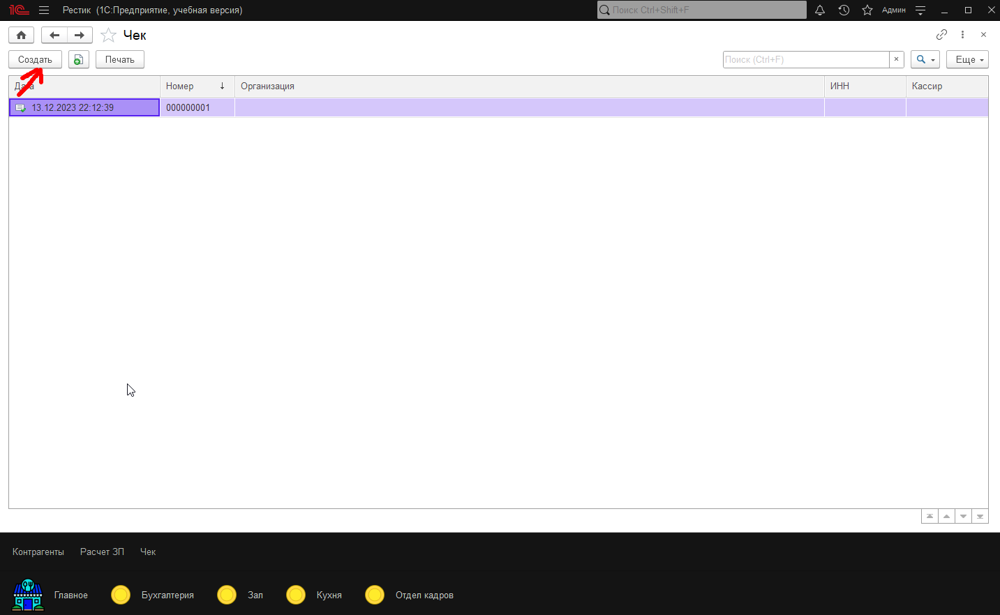 1С Рестик (1С:Предприятие, учебная версия) Поиск Ctrl+Shift+F Админ
Чек
Создать Печать Поиск (Ctrl+F) × Еще
Дата Номер ↓ Организация ИНН Кассир
13.12.2023 22:12:39 000000001
Контрагенты Расчет ЗП Чек
Главное Бухгалтерия Зал Кухня Отдел кадров